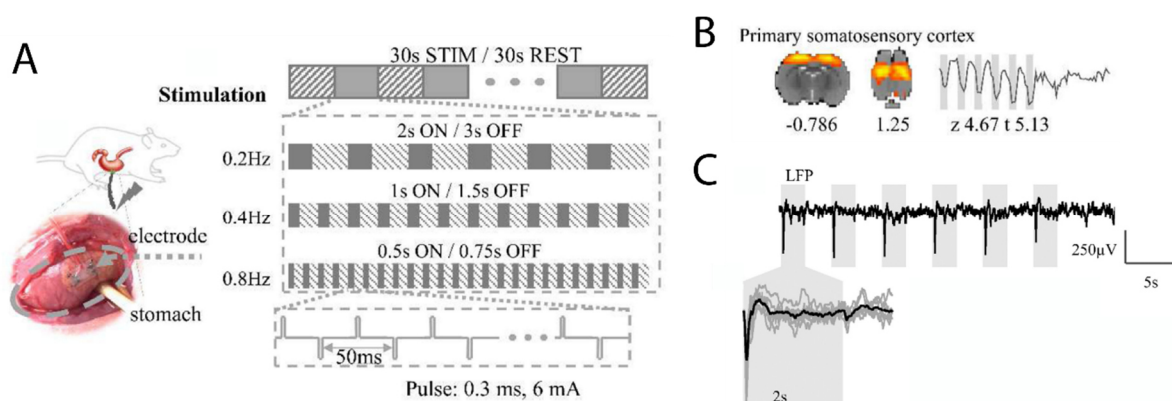 A
30s STIM / 30s REST
Stimulation
2s ON / 3s OFF
0.2Hz
1s ON / 1.5s OFF
0.4Hz
0.5s ON / 0.75s OFF
0.8Hz
electrode
stomach
50ms
Pulse: 0.3 ms, 6 mA
B
Primary somatosensory cortex
-0.786 1.25 z 4.67 t 5.13
C
LFP
250μV
5s
2s